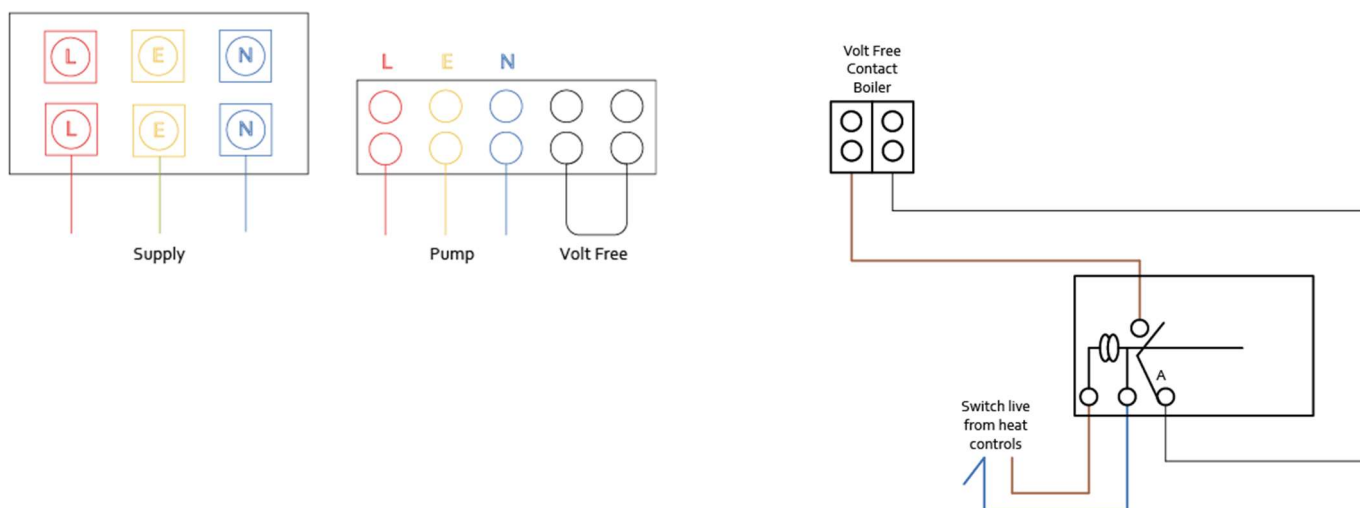 L E N
L E N
Supply
L E N
Pump
Volt Free
Volt Free
Contact
Boiler
A
Switch live
from heat
controls